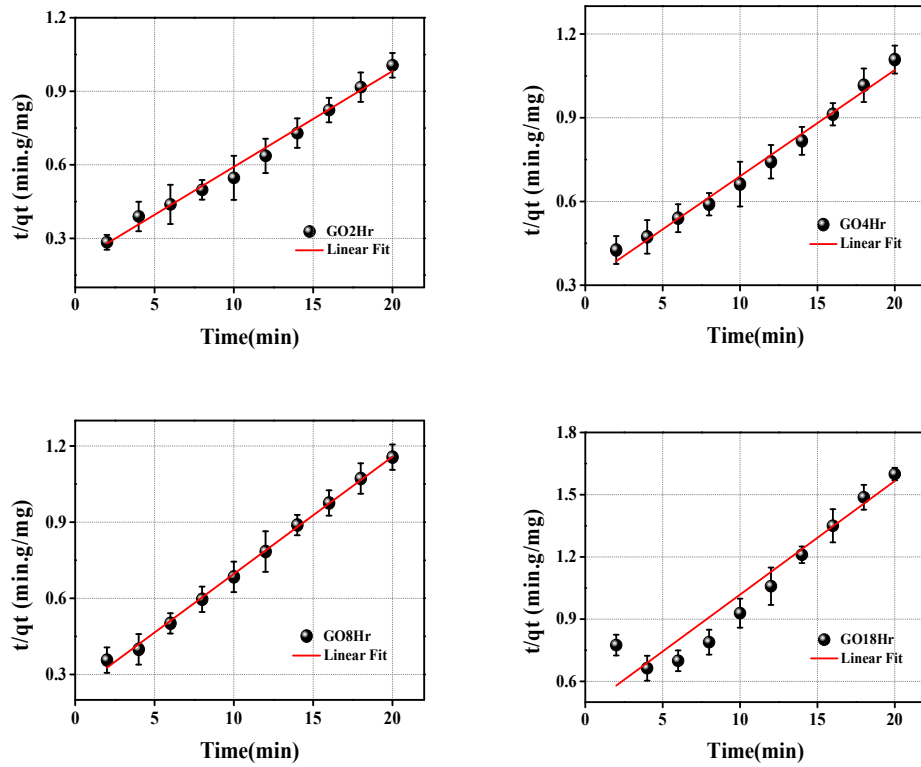 1.2
0.9
0.6
0.3
t/qt (min.g/mg)
GO2Hr
Linear Fit
0 5 10 15 20
Time(min)
1.2
0.9
0.6
0.3
t/qt (min.g/mg)
GO4Hr
Linear Fit
0 5 10 15 20
Time(min)
1.2
0.9
0.6
0.3
t/qt (min.g/mg)
GO8Hr
Linear Fit
0 5 10 15 20
Time(min)
1.8
1.5
1.2
0.9
0.6
t/qt (min.g/mg)
GO18Hr
Linear Fit
0 5 10 15 20
Time(min)